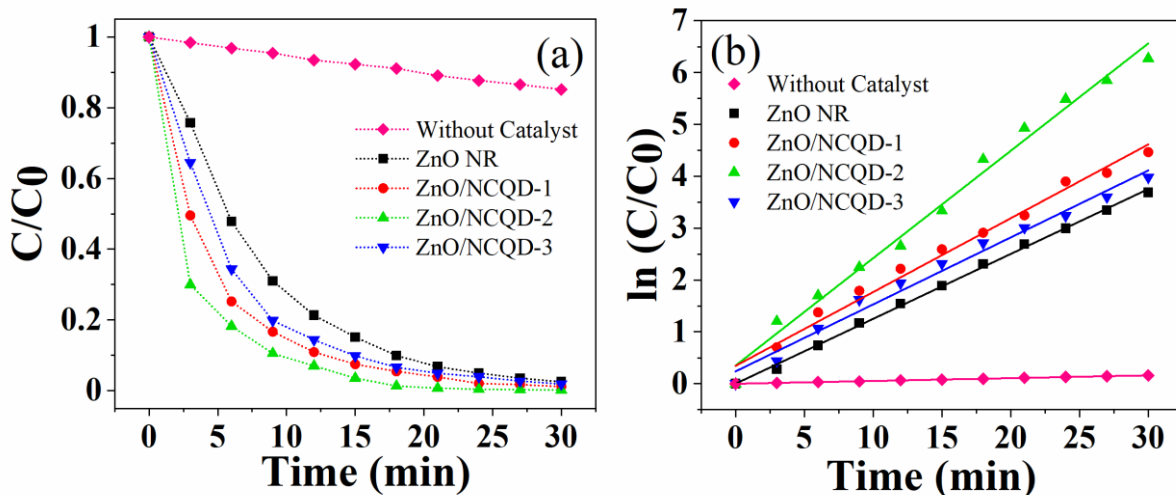 (a)
C/C0
1
0.8
0.6
0.4
0.2
0
Without Catalyst
ZnO NR
ZnO/NCQD-1
ZnO/NCQD-2
ZnO/NCQD-3
0 5 10 15 20 25 30
Time (min)
(b)
ln (C/C0)
7
6
5
4
3
2
1
0
Without Catalyst
ZnO NR
ZnO/NCQD-1
ZnO/NCQD-2
ZnO/NCQD-3
0 5 10 15 20 25 30
Time (min)